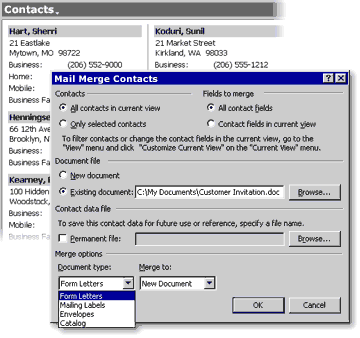 Contacts.
Hart, Sherri
21 Eastlake
Mytown, MO 98722
Business: (206) 552-9000
Home:
Mobile:
Business Fa
Koduri, Sunil
21 Market Street
Kirkland, WA 98033
Business: (206) 555-1212
Henningse
66 12th Ave
Brooklyn, N
Business:
Mobile:
Business Fa
Kearney,
100 Hidden
Woodstock,
Business:
Mobile:
Business Fa
Mail Merge Contacts
Contacts
All contacts in current view
Only selected contacts
Fields to merge
All contact fields
Contact fields in current view
To filter contacts or change the contact fields in the current view, go to the
"View" menu and click "Customize Current View" on the "Current View" menu.
Document file
New document
Existing document: C:\My Documents\Customer Invitation.doc Browse...
Contact data file
To save this contact data for future use or reference, specify a file name.
Permanent file: Browse...
Merge options
Document type: Merge to:
Form Letters New Document
Form Letters
Mailing Labels
Envelopes
Catalog
OK Cancel